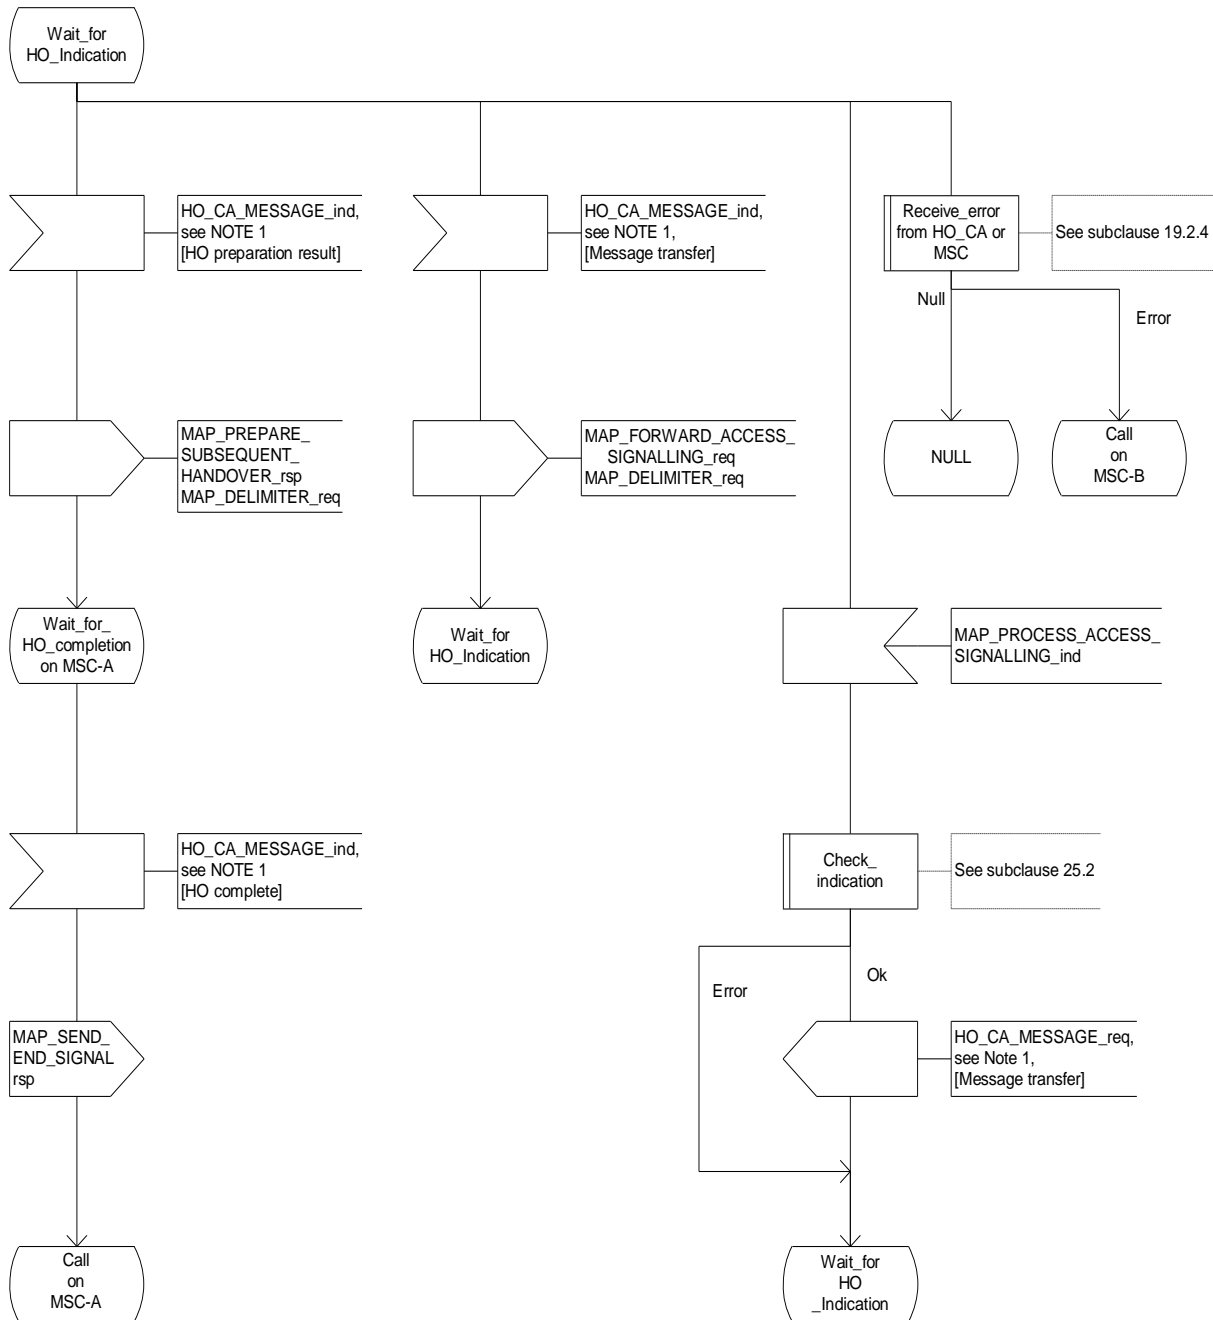 Wait_for
HO_Indication
HO_CA_MESSAGE_ind,
see NOTE 1
[HO preparation result]
HO_CA_MESSAGE_ind,
see NOTE 1,
[Message transfer]
Receive_error
from HO_CA or
MSC
See subclause 19.2.4
Null
Error
MAP_PREPARE_
SUBSEQUENT_
HANDOVER_rsp
MAP_DELIMITER_req
MAP_FORWARD_ACCESS_
SIGNALLING_req
MAP_DELIMITER_req
NULL
Call
on
MSC-B
Wait_for_
HO_completion
on MSC-A
Wait_for
HO_Indication
MAP_PROCESS_ACCESS_
SIGNALLING_ind
HO_CA_MESSAGE_ind,
see NOTE 1
[HO complete]
Check_
indication
See subclause 25.2
Error
Ok
MAP_SEND_
END_SIGNAL
rsp
HO_CA_MESSAGE_req,
see Note 1,
[Message transfer]
Call
on
MSC-A
Wait_for
HO
_Indication